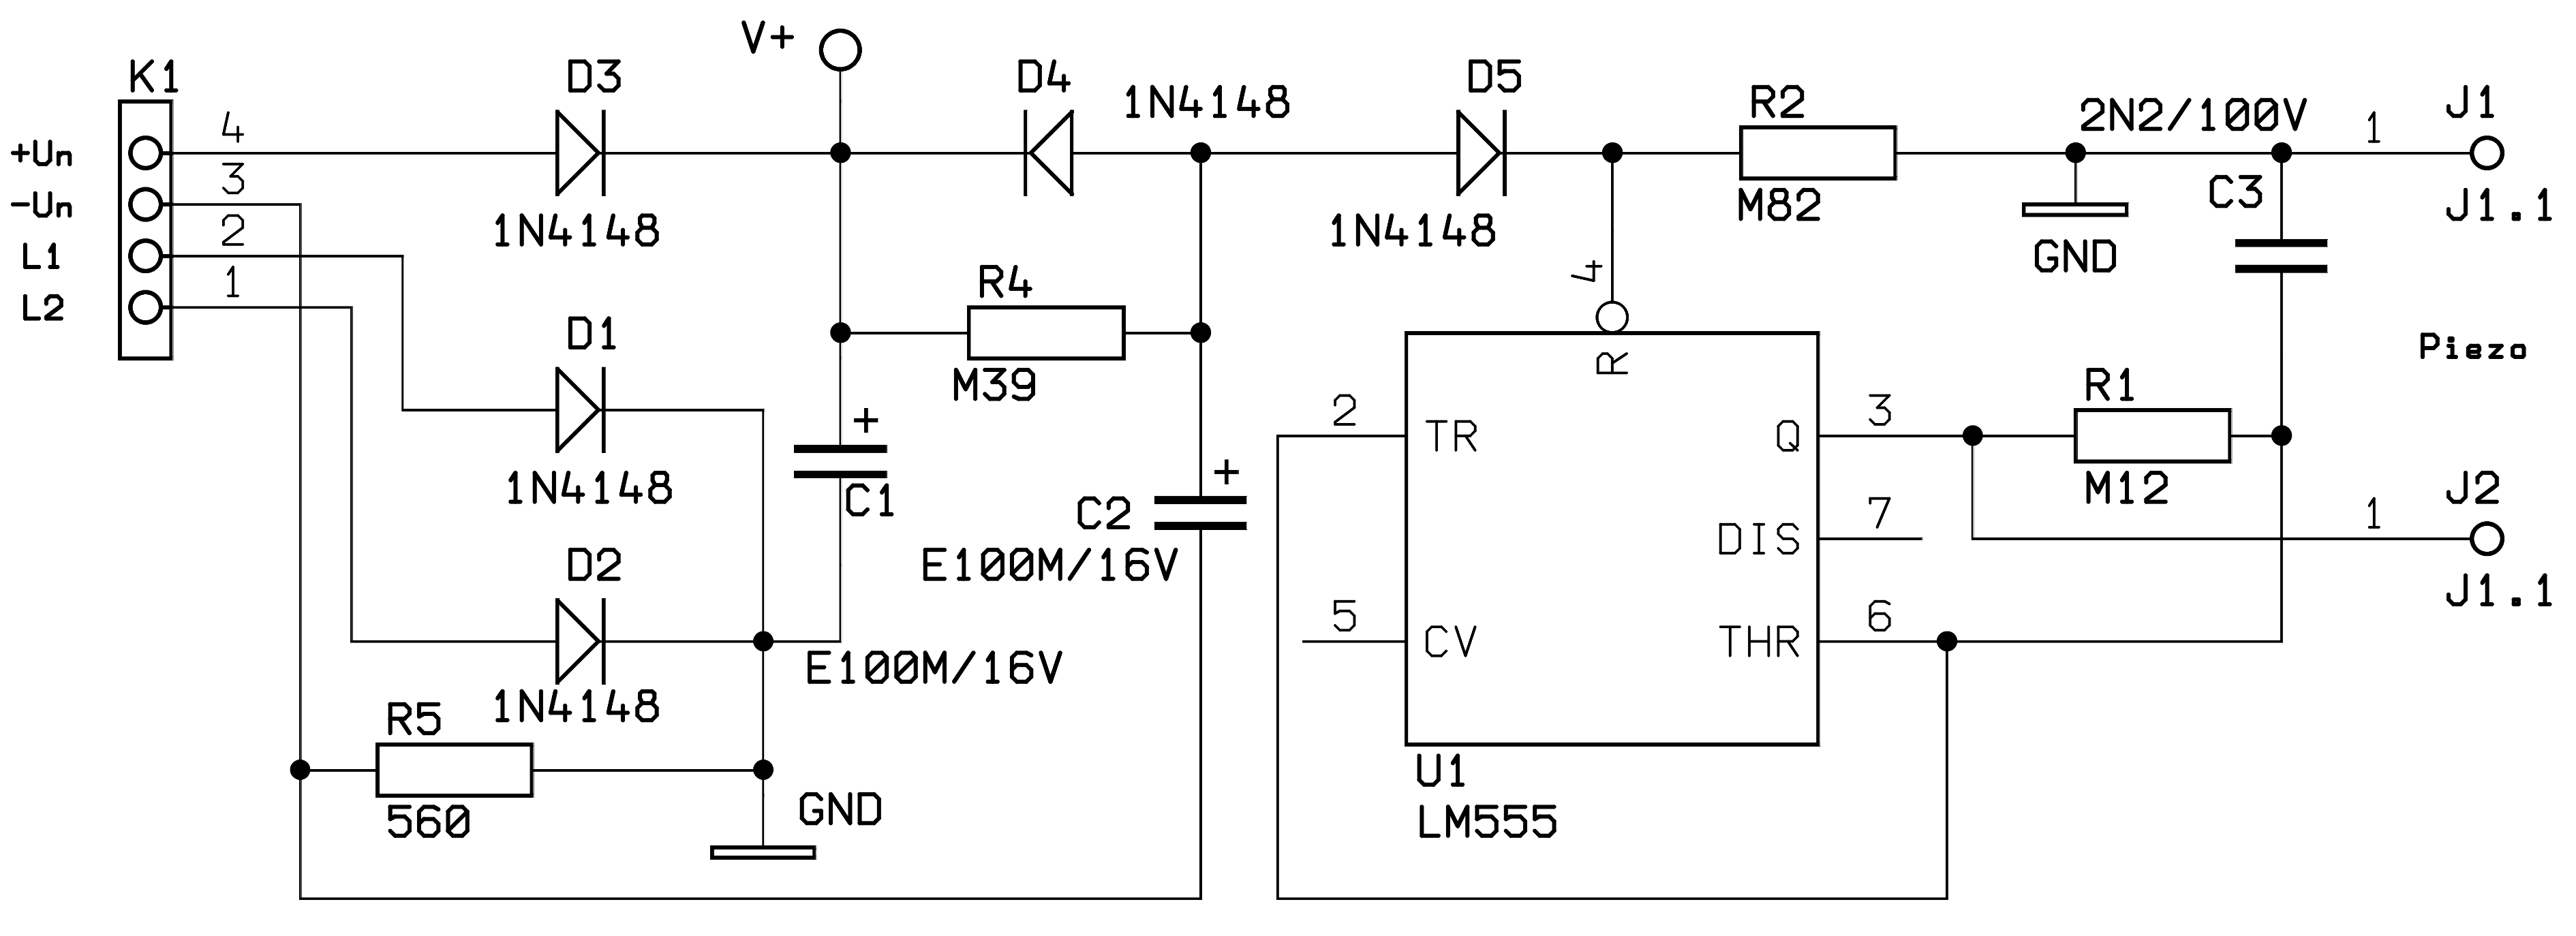 V+
K1
D3
D4
1N4148
D5
R2
2N2/100V
J1
+Un
4
1
-Un
3
1N4148
1N4148
M82
C3
J1.1
L1
2
GND
L2
1
4
R4
R
Piezo
D1
M39
R1
+
2
TR
Q
3
1N4148
C1
+
C2
M12
J2
D2
E100M/16V
DIS
7
1
5
CV
THR
6
J1.1
1N4148
E100M/16V
R5
U1
560
GND
LM555